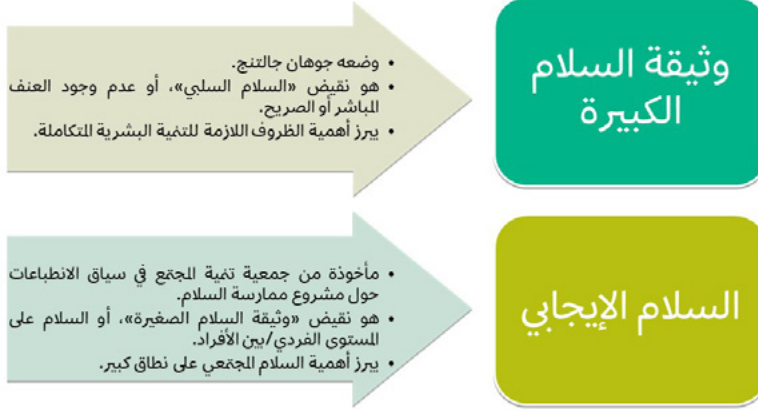 وثيقة السلام
الكبيرة
• وضعه جوهان جالتنج.
• هو نقيض «السلام السلبي»، أو عدم وجود العنف
المباشر أو الصريح.
• يبرز أهمية الظروف اللازمة للتنية البشرية المتكاملة.
السلام الإيجابي
• مأخوذة من جمعية تنية المجتمع في سياق الانطباعات
حول مشروع ممارسة السلام.
• هو نقيض «وثيقة السلام الصغيرة»، أو السلام على
المستوى الفردي/بين الأفراد.
• يبرز أهمية السلام المجتمعي على نطاق كبير.